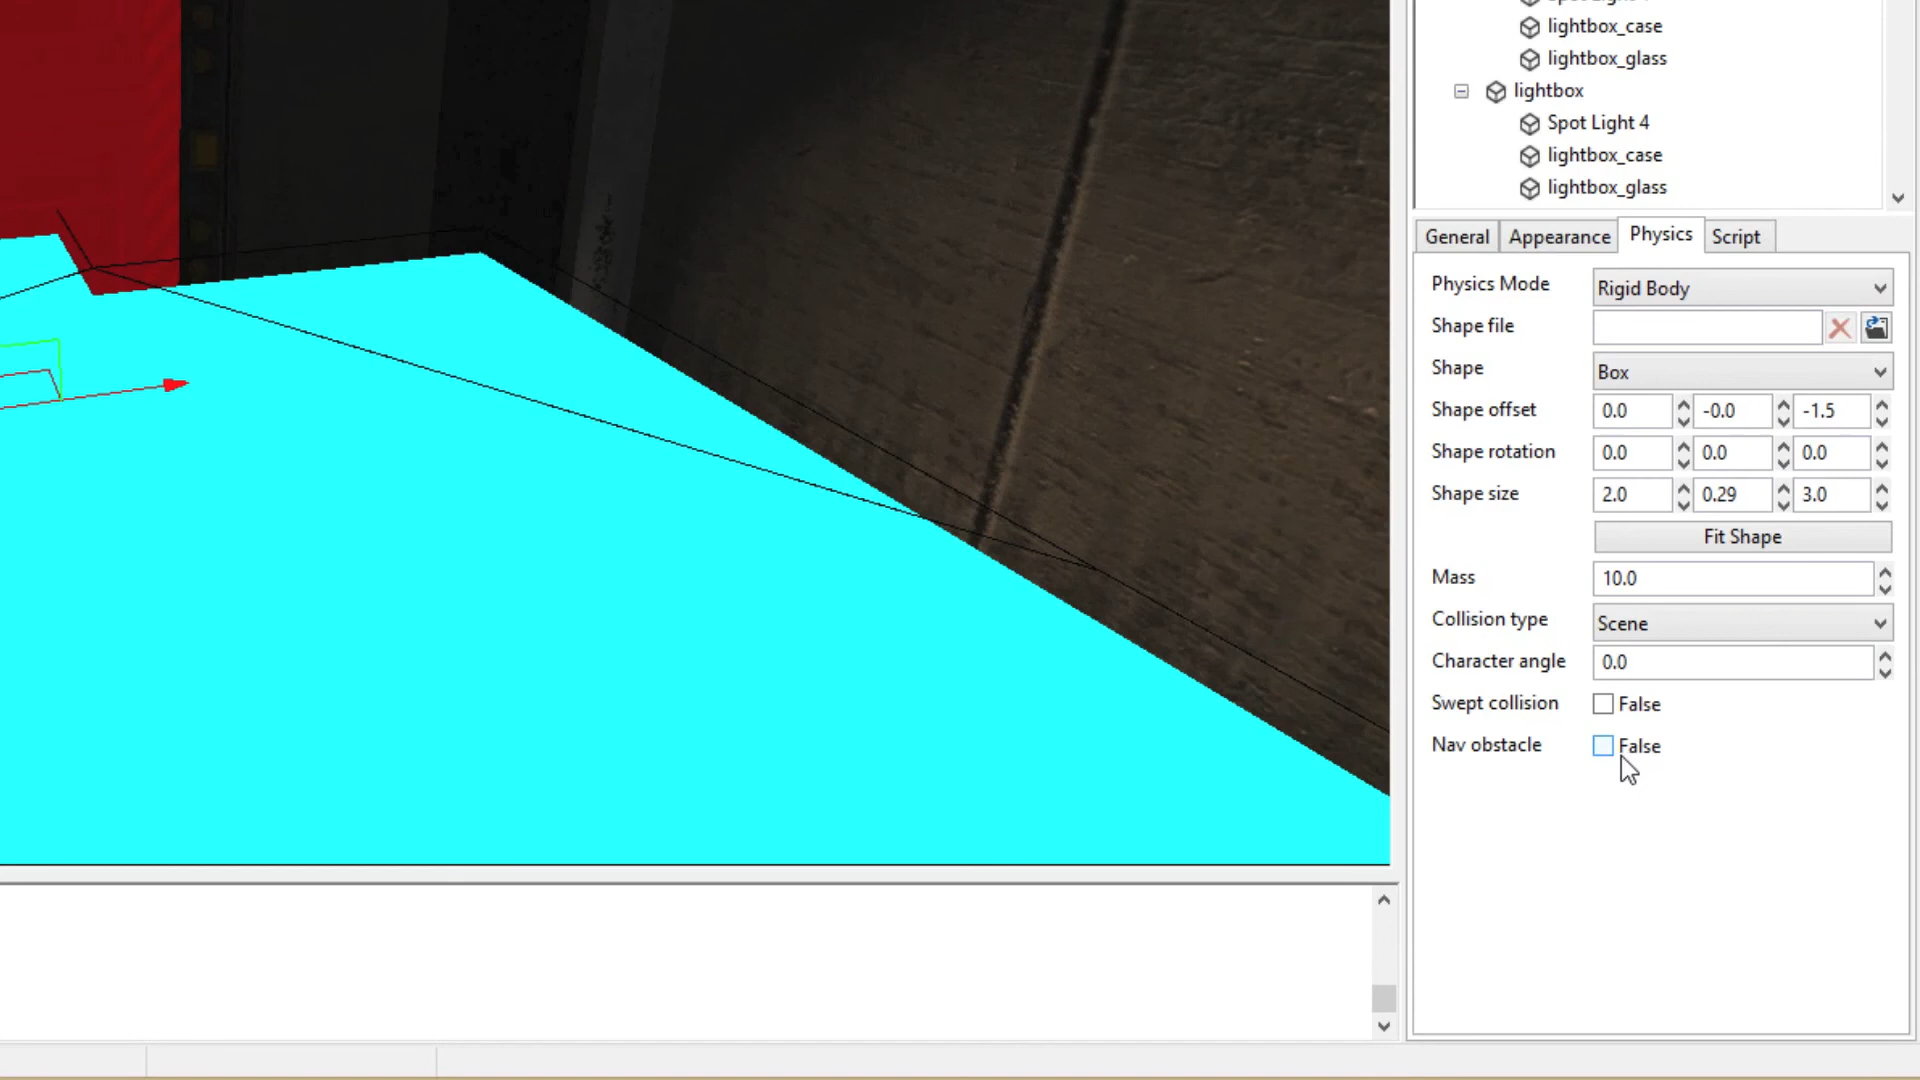 lightbox_case
lightbox_glass
lightbox
Spot Light 4
lightbox_case
lightbox_glass
General Appearance Physics Script
Physics Mode Rigid Body
Shape file
Shape Box
Shape offset 0.0 -0.0 -1.5
Shape rotation 0.0 0.0 0.0
Shape size 2.0 0.29 3.0
Fit Shape
Mass 10.0
Collision type Scene
Character angle 0.0
Swept collision False
Nav obstacle False